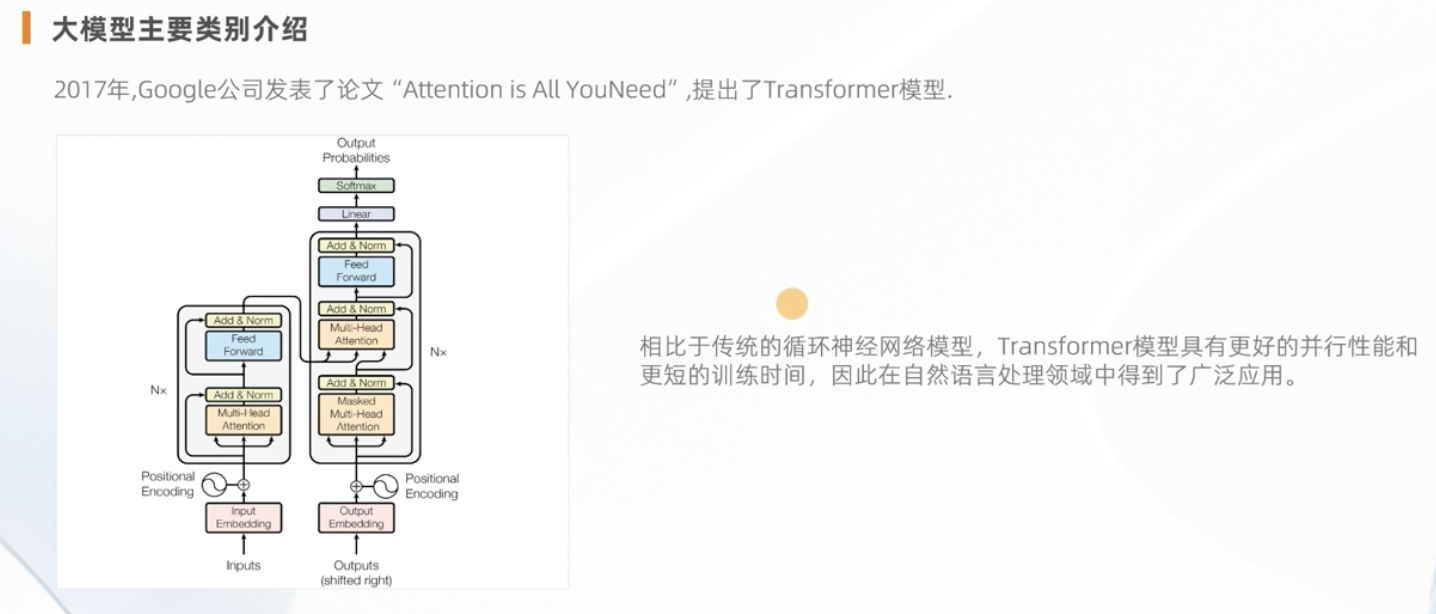 大模型主要类别介绍
2017年,Google公司发表了论文“Attention is All YouNeed”,提出了Transformer模型.
Output
Probabilities
Softmax
Linear
Add & Norm
Feed
Forward
Add & Norm
Multi-Head
Attention
Nx
Add & Norm
Masked
Multi-Head
Attention
Add & Norm
Feed
Forward
Nx
Add & Norm
Multi-Head
Attention
Positional
Encoding
Positional
Encoding
Input
Embedding
Output
Embedding
Inputs
Outputs
(shifted right)
相比于传统的循环神经网络模型，Transformer模型具有更好的并行性能和
更短的训练时间，因此在自然语言处理领域中得到了广泛应用。